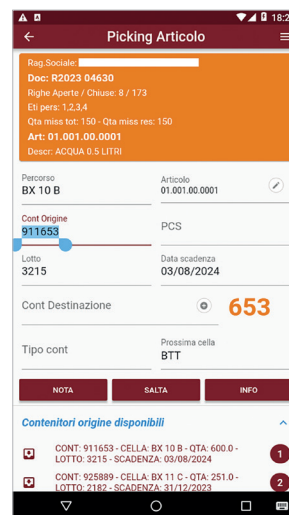 18:2
Picking Articolo
Rag.Sociale:
Doc: R2023 04630
Righe Aperte / Chiuse: 8 / 173
Eti pers: 1,2,3,4
Qta miss tot: 150 - Qta miss res: 150
Art: 01.001.00.0001
Descr: ACQUA 0.5 LITRI
Percorso
BX 10 B
Articolo
01.001.00.0001
Cont Origine
911653
PCS
Lotto
3215
Data scadenza
03/08/2024
Cont Destinazione
653
Tipo cont
Prossima cella
BTT
NOTA
SALTA
INFO
Contenitori origine disponibili
CONT: 911653 - CELLA: BX 10 B - QTA: 600.0 -
LOTTO: 3215 - SCADENZA: 03/08/2024
1
CONT: 925889 - CELLA: BX 11 C - QTA: 251.0 -
LOTTO: 2182 - SCADENZA: 31/12/2023
2